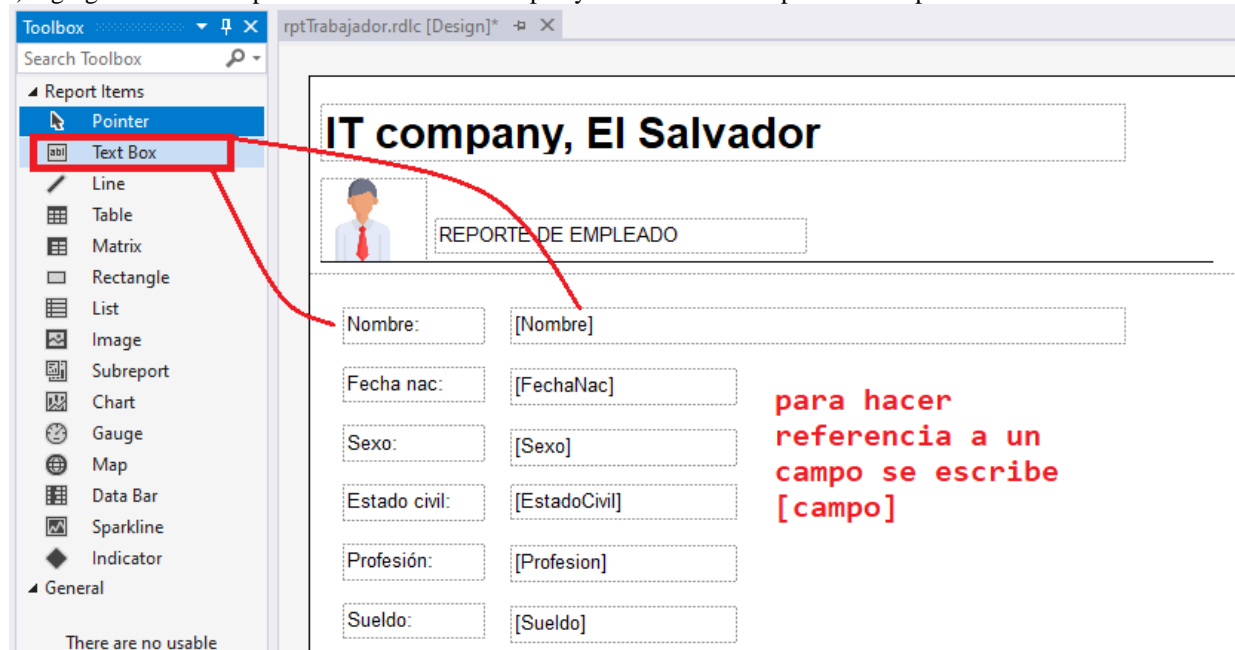 Toolbox
Search Toolbox
Report Items
Pointer
Text Box
Line
Table
Matrix
Rectangle
List
Image
Subreport
Chart
Gauge
Map
Data Bar
Sparkline
Indicator
General
There are no usable
rptTrabajador.rdlc [Design]*
IT company, El Salvador
REPORTE DE EMPLEADO
Nombre: [Nombre]
Fecha nac: [FechaNac]
Sexo: [Sexo]
Estado civil: [EstadoCivil]
Profesión: [Profesion]
Sueldo: [Sueldo]
para hacer
referencia a un
campo se escribe
[campo]